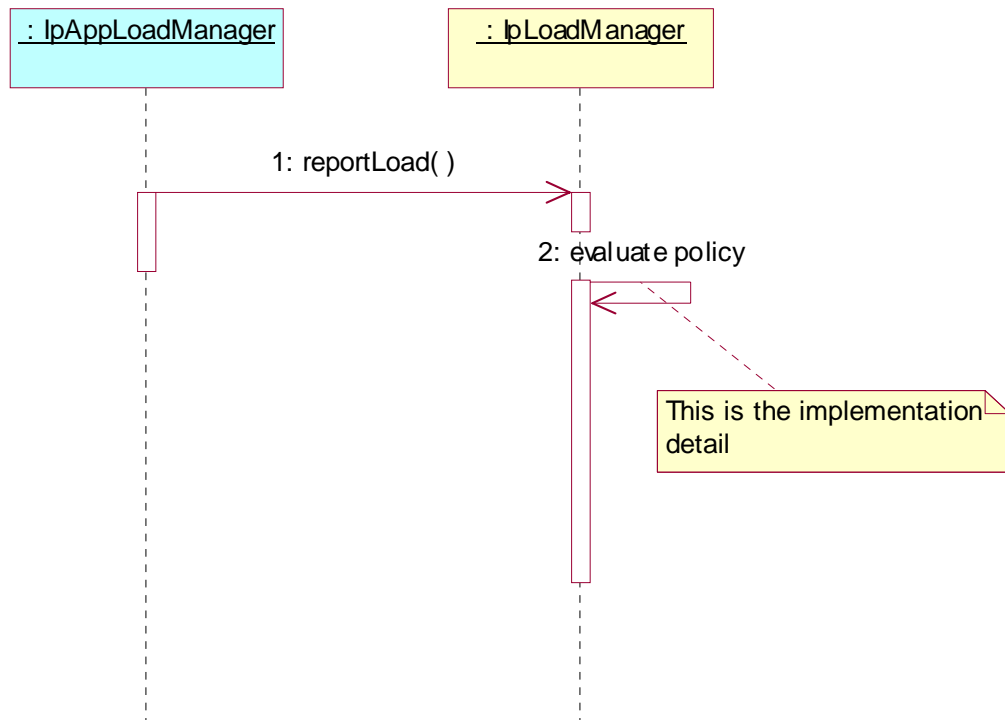 : IpAppLoadManager
: IpLoadManager
1: reportLoad( )
2: evaluate policy
This is the implementation
detail